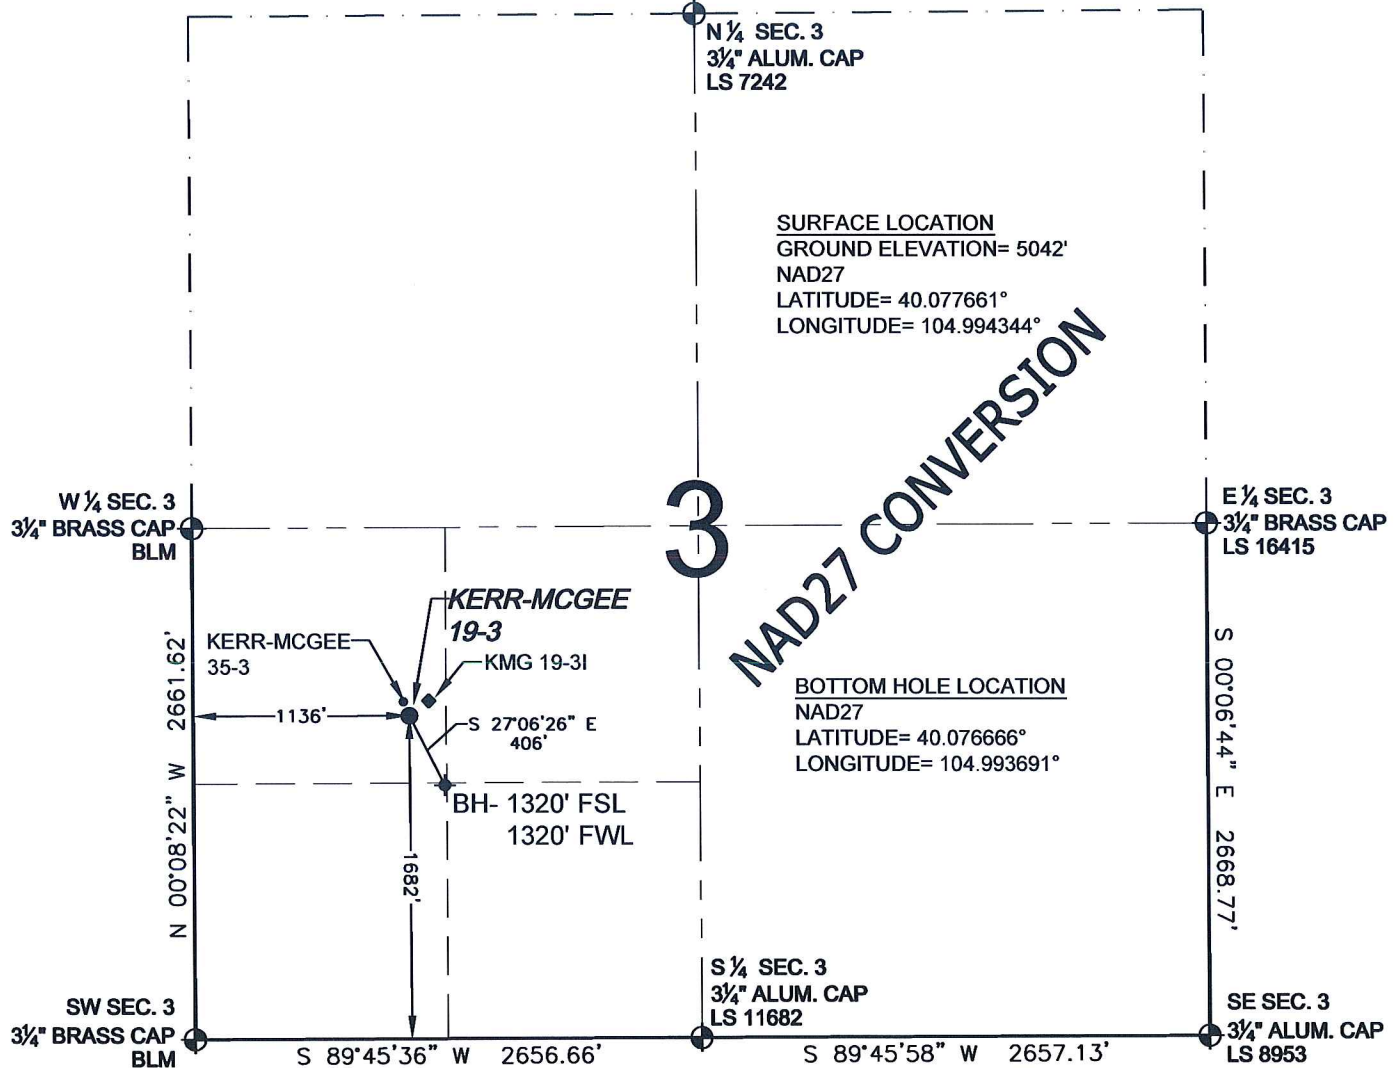 N ¼ SEC. 3
3¼" ALUM. CAP
LS 7242
SURFACE LOCATION
GROUND ELEVATION= 5042'
NAD27
LATITUDE= 40.077661°
LONGITUDE= 104.994344°
NAD27 CONVERSION
W ¼ SEC. 3
3¼" BRASS CAP
BLM
3
E ¼ SEC. 3
3¼" BRASS CAP
LS 16415
KERR-MCGEE
19-3
KERR-MCGEE
35-3
KMG 19-3I
1136'
S 27°06'26" E
406'
BH- 1320' FSL
1320' FWL
1682'
N 00°08'22" W 2661.62'
BOTTOM HOLE LOCATION
NAD27
LATITUDE= 40.076666°
LONGITUDE= 104.993691°
S 00°06'44" E 2668.77'
SW SEC. 3
3¼" BRASS CAP
BLM
S 89°45'36" W 2656.66'
S ¼ SEC. 3
3¼" ALUM. CAP
LS 11682
S 89°45'58" W 2657.13'
SE SEC. 3
3¼" ALUM. CAP
LS 8953